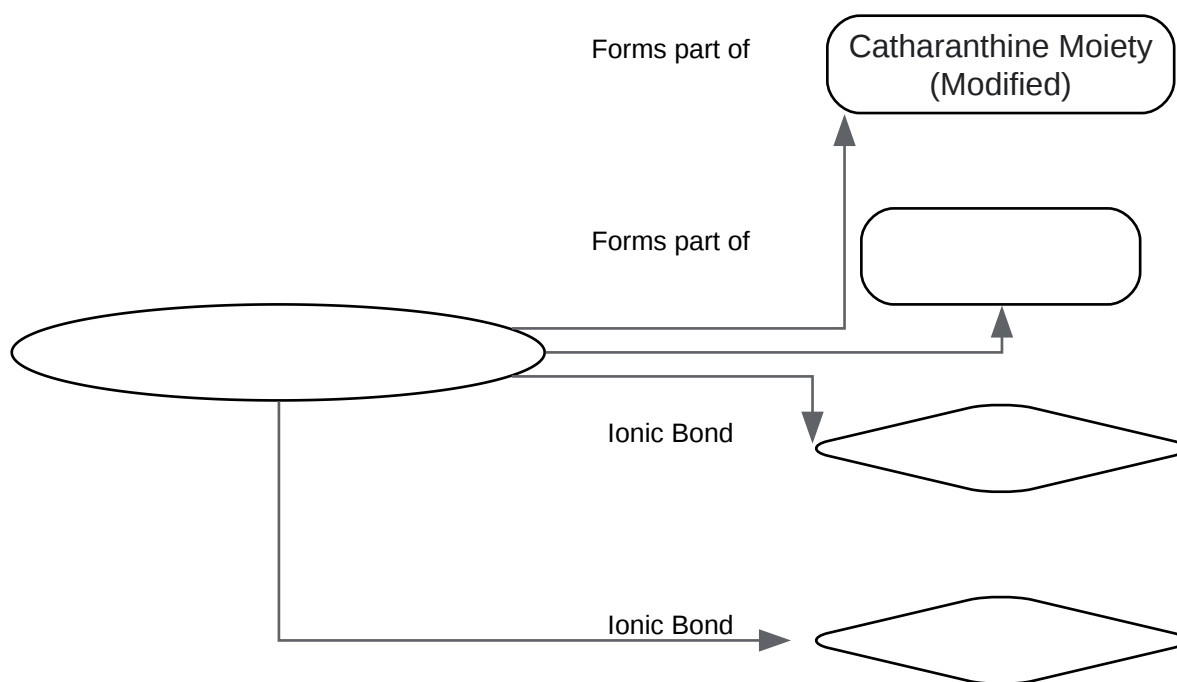 Forms part of
Catharanthine Moiety
(Modified)
Forms part of
Ionic Bond
Ionic Bond